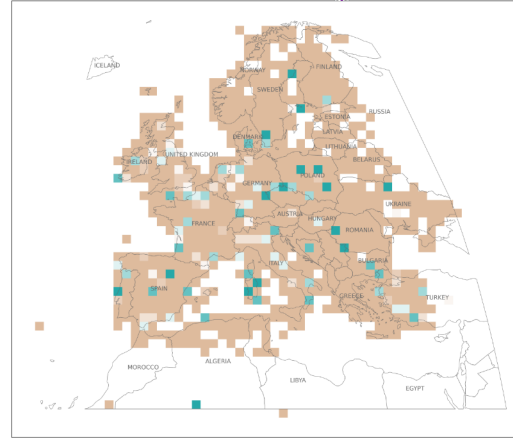 ICELAND
FINLAND
NORWAY
SWEDEN
RUSSIA
ESTONIA
LATVIA
DENMARK
LITHUANIA
UNITED KINGDOM
BELARUS
IRELAND
POLAND
GERMANY
UKRAINE
AUSTRIA
HUNGARY
FRANCE
ROMANIA
ITALY
BULGARIA
SPAIN
GREECE
TURKEY
ALGERIA
MOROCCO
LIBYA
EGYPT